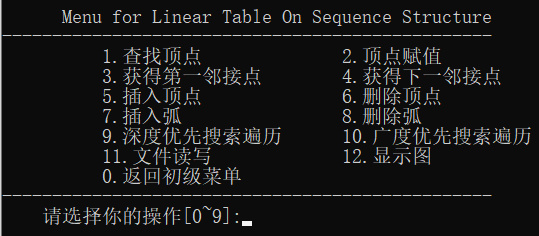 Menu for Linear Table On Sequence Structure
-------------------------------------------------
1.查找顶点 2.顶点赋值
3.获得第一邻接点 4.获得下一邻接点
5.插入顶点 6.删除顶点
7.插入弧 8.删除弧
9.深度优先搜索遍历 10.广度优先搜索遍历
11.文件读写 12.显示图
0.返回初级菜单
-------------------------------------------------
请选择你的操作[0~9]: